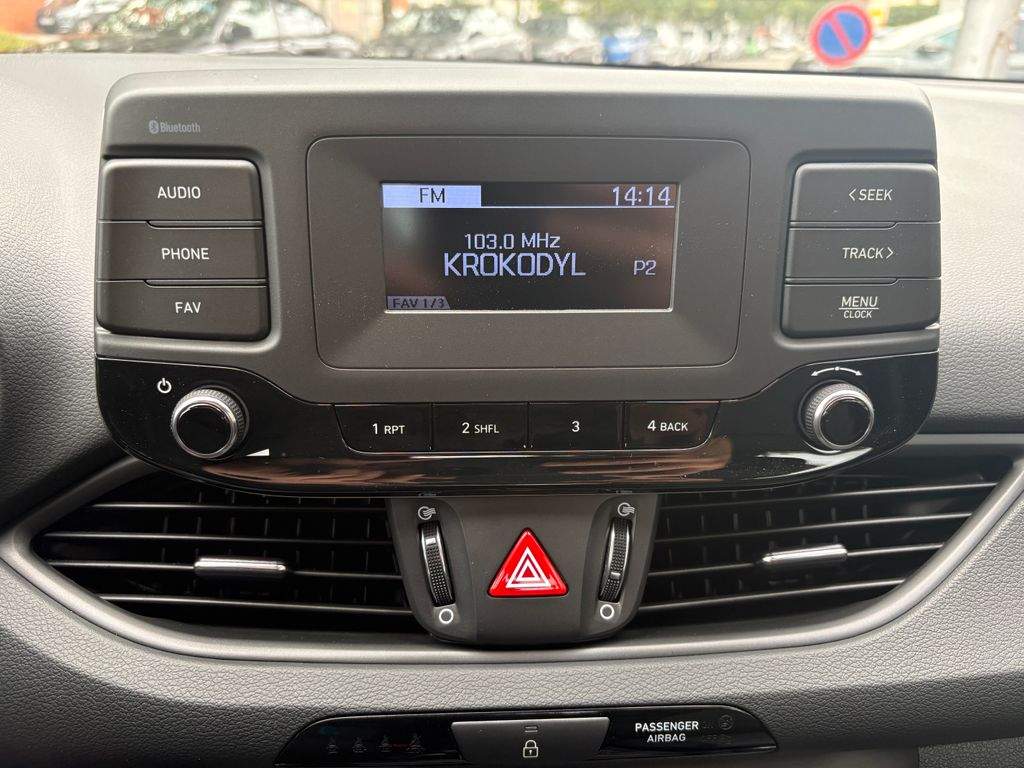 Bluetooth
AUDIO
PHONE
FAV
FM 14:14
103.0 MHz
KROKODYL P2
FAV 1/3
< SEEK
TRACK >
MENU
CLOCK
1 RPT 2 SHFL 3 4 BACK
PASSENGER
AIRBAG